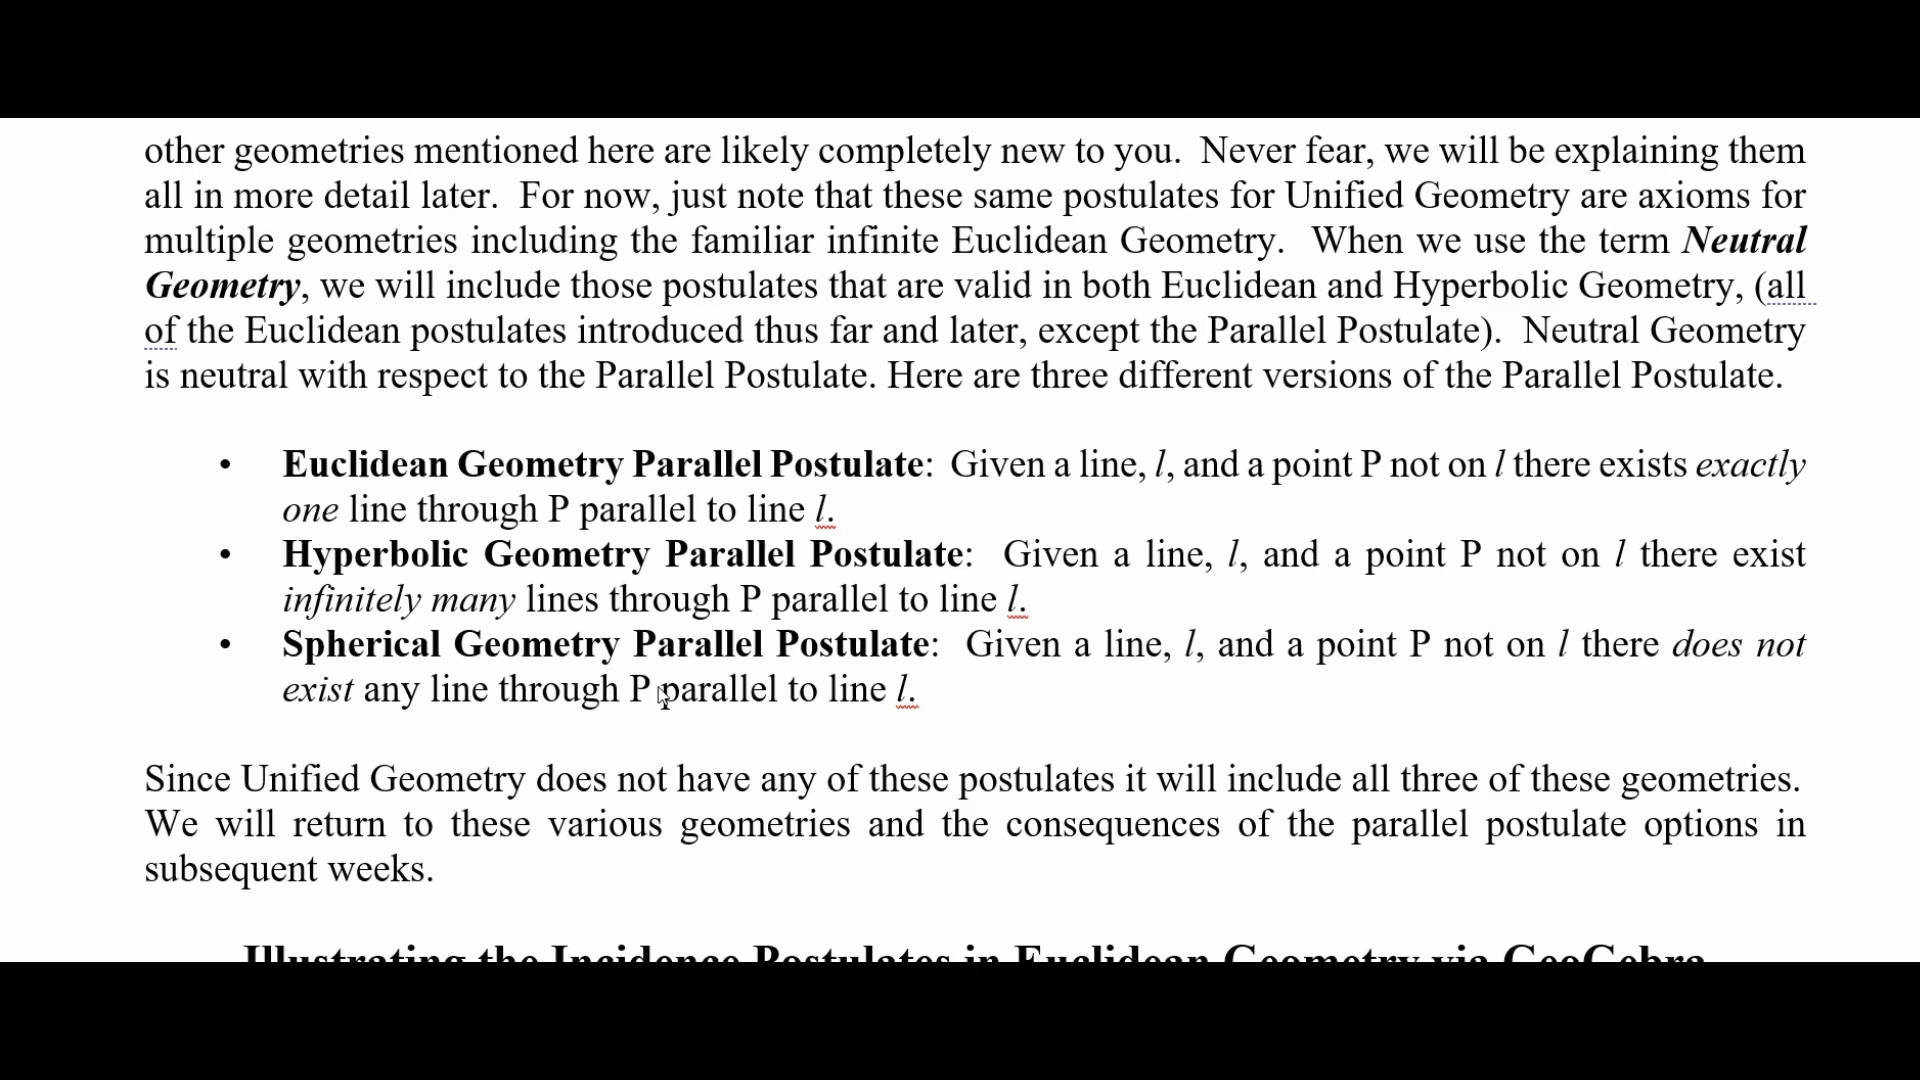 other geometries mentioned here are likely completely new to you.  Never fear, we will be explaining them
all in more detail later.  For now, just note that these same postulates for Unified Geometry are axioms for
multiple geometries including the familiar infinite Euclidean Geometry.  When we use the term Neutral
Geometry, we will include those postulates that are valid in both Euclidean and Hyperbolic Geometry, (all
of the Euclidean postulates introduced thus far and later, except the Parallel Postulate).  Neutral Geometry
is neutral with respect to the Parallel Postulate. Here are three different versions of the Parallel Postulate.
• Euclidean Geometry Parallel Postulate:  Given a line, l, and a point P not on l there exists exactly
one line through P parallel to line l.
• Hyperbolic Geometry Parallel Postulate:  Given a line, l, and a point P not on l there exist
infinitely many lines through P parallel to line l.
• Spherical Geometry Parallel Postulate:  Given a line, l, and a point P not on l there does not
exist any line through P parallel to line l.
Since Unified Geometry does not have any of these postulates it will include all three of these geometries.
We will return to these various geometries and the consequences of the parallel postulate options in
subsequent weeks.
Illustrating the Incidence Postulates in Euclidean Geometry via GeoGebra